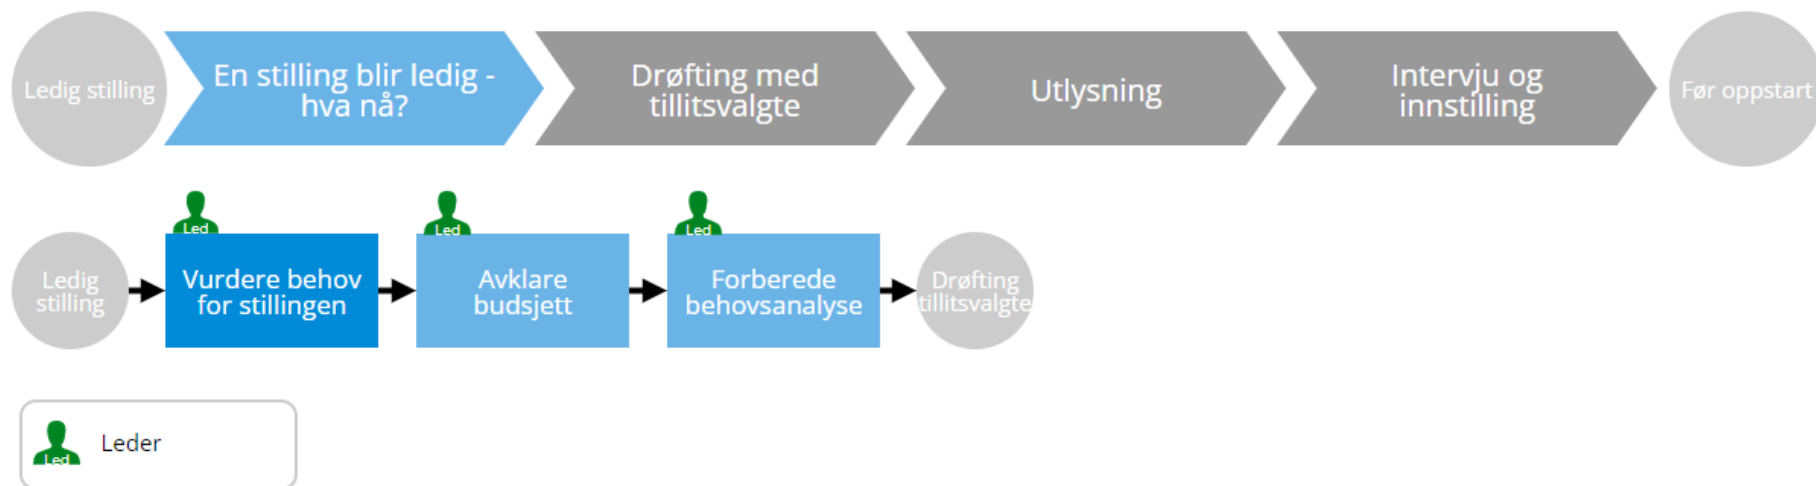 Ledig stilling
En stilling blir ledig -
hva nå?
Drøfting med
tillitsvalgte
Utlysning
Intervju og
innstilling
Før oppstart
Led
Led
Led
Ledig
stilling
Vurdere behov
for stillingen
Avklare
budsjett
Forberede
behovsanalyse
Drøfting
tillitsvalgte
Led
Leder